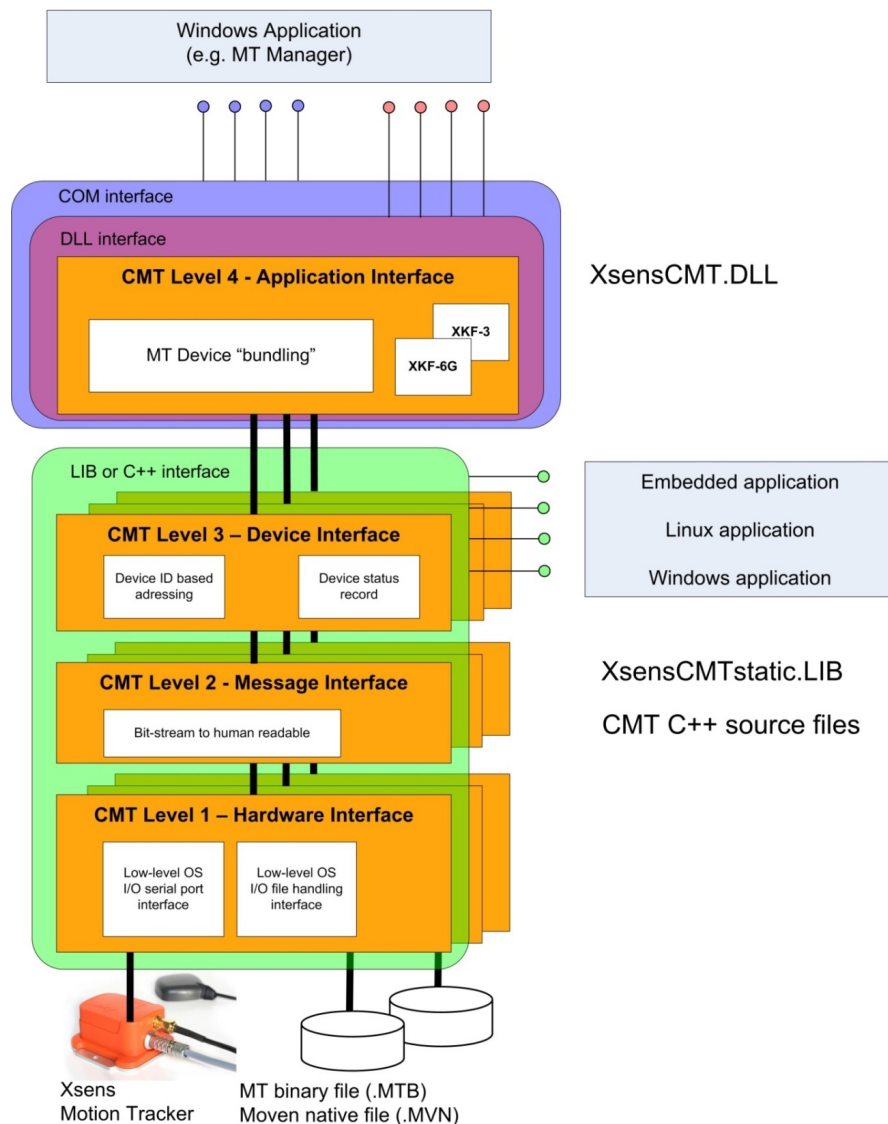 Windows Application
(e.g. MT Manager)
COM interface
DLL interface
CMT Level 4 - Application Interface
MT Device “bundling”
XKF-3
XKF-6G
XsensCMT.DLL
LIB or C++ interface
CMT Level 3 – Device Interface
Device ID based
adressing
Device status
record
Embedded application
Linux application
Windows application
CMT Level 2 - Message Interface
Bit-stream to human readable
XsensCMTstatic.LIB
CMT C++ source files
CMT Level 1 – Hardware Interface
Low-level OS
I/O serial port
interface
Low-level OS
I/O file handling
interface
Xsens
Motion Tracker
MT binary file (.MTB)
Moven native file (.MVN)